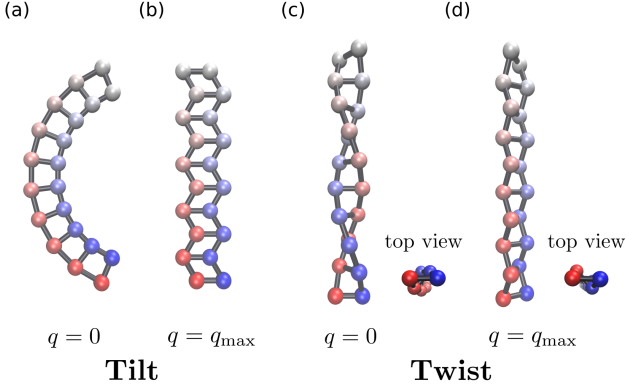 (a) (b) (c) (d)
top view top view
q = 0 q = q_max q = 0 q = q_max
Tilt Twist